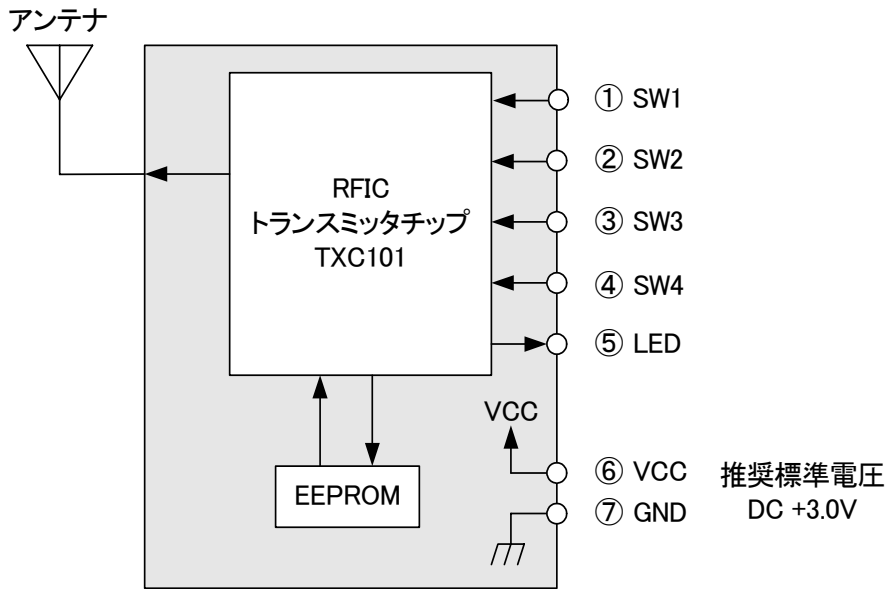 アンテナ
RFIC
トランスミッタチップ
TXC101
① SW1
② SW2
③ SW3
④ SW4
⑤ LED
VCC
EEPROM
⑥ VCC
⑦ GND
推奨標準電圧
DC +3.0V